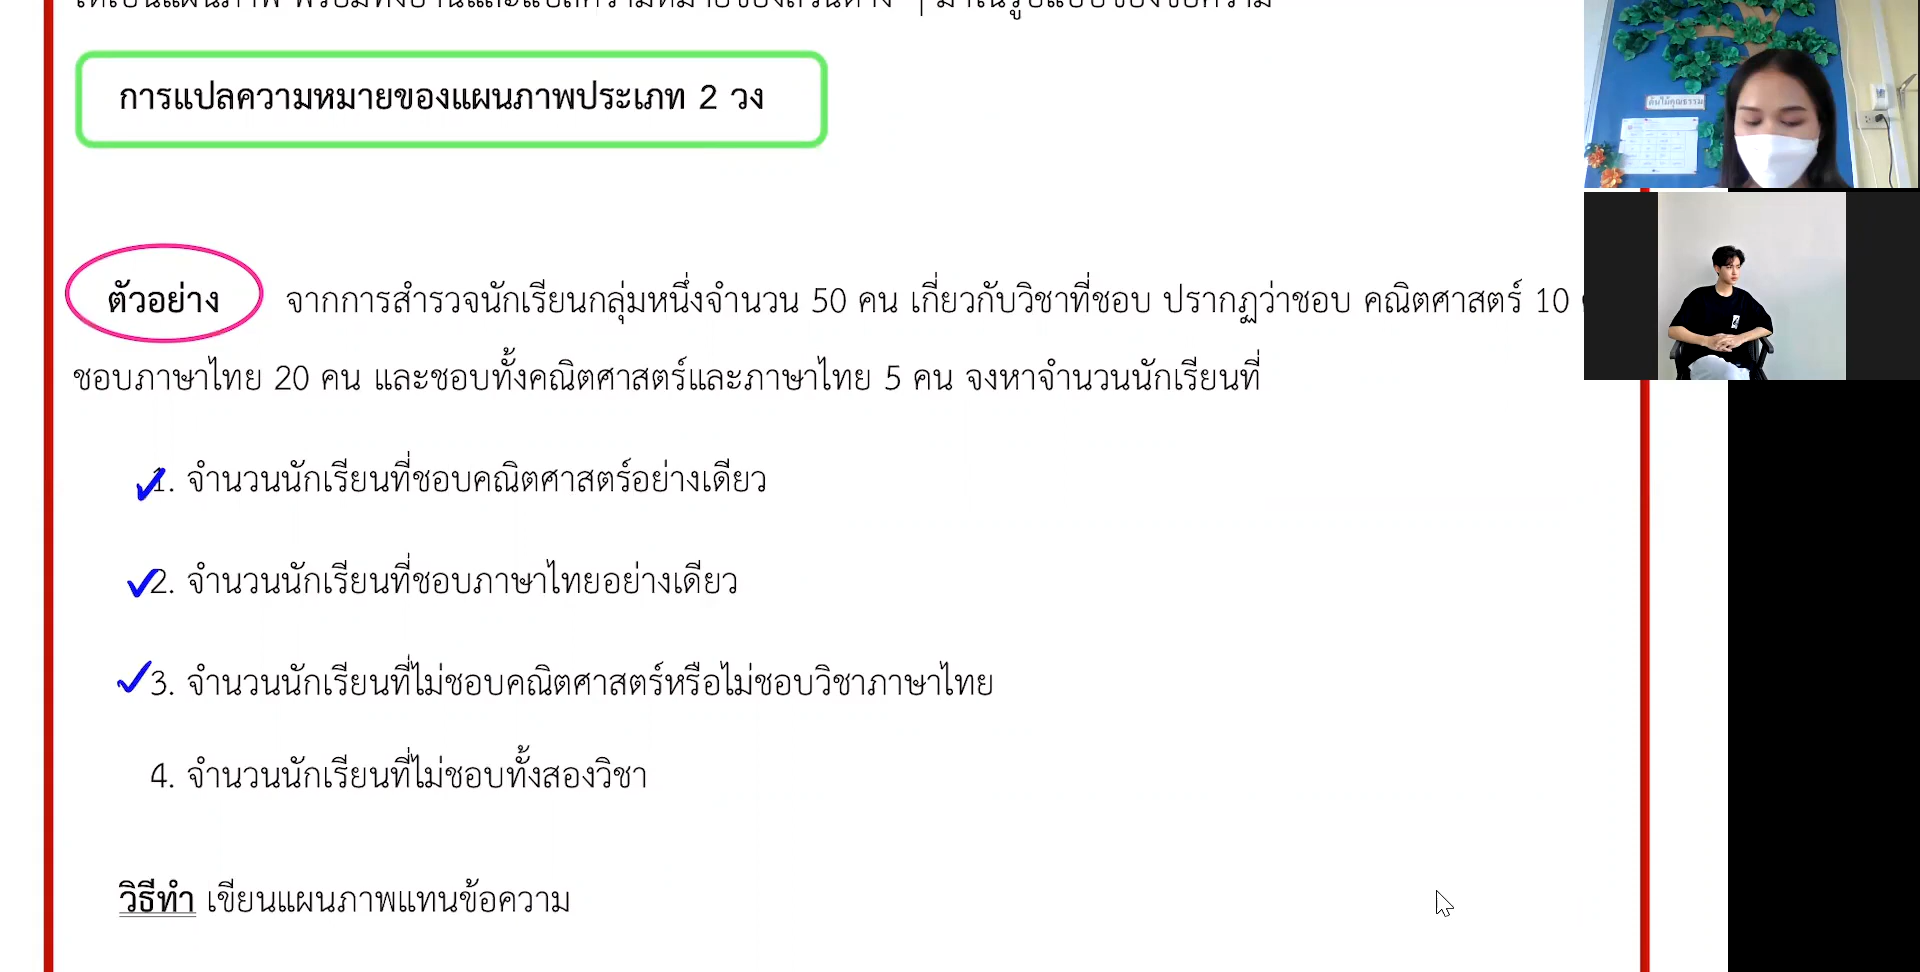 การแปลความหมายของแผนภาพประเภท 2 วง
ตัวอย่าง จากการสำรวจนักเรียนกลุ่มหนึ่งจำนวน 50 คน เกี่ยวกับวิชาที่ชอบ ปรากฏว่าชอบ คณิตศาสตร์ 10
ชอบภาษาไทย 20 คน และชอบทั้งคณิตศาสตร์และภาษาไทย 5 คน จงหาจำนวนนักเรียนที่
1. จำนวนนักเรียนที่ชอบคณิตศาสตร์อย่างเดียว
2. จำนวนนักเรียนที่ชอบภาษาไทยอย่างเดียว
3. จำนวนนักเรียนที่ไม่ชอบคณิตศาสตร์หรือไม่ชอบวิชาภาษาไทย
4. จำนวนนักเรียนที่ไม่ชอบทั้งสองวิชา
วิธีทำ เขียนแผนภาพแทนข้อความ
ต้นไม้คุณธรรม